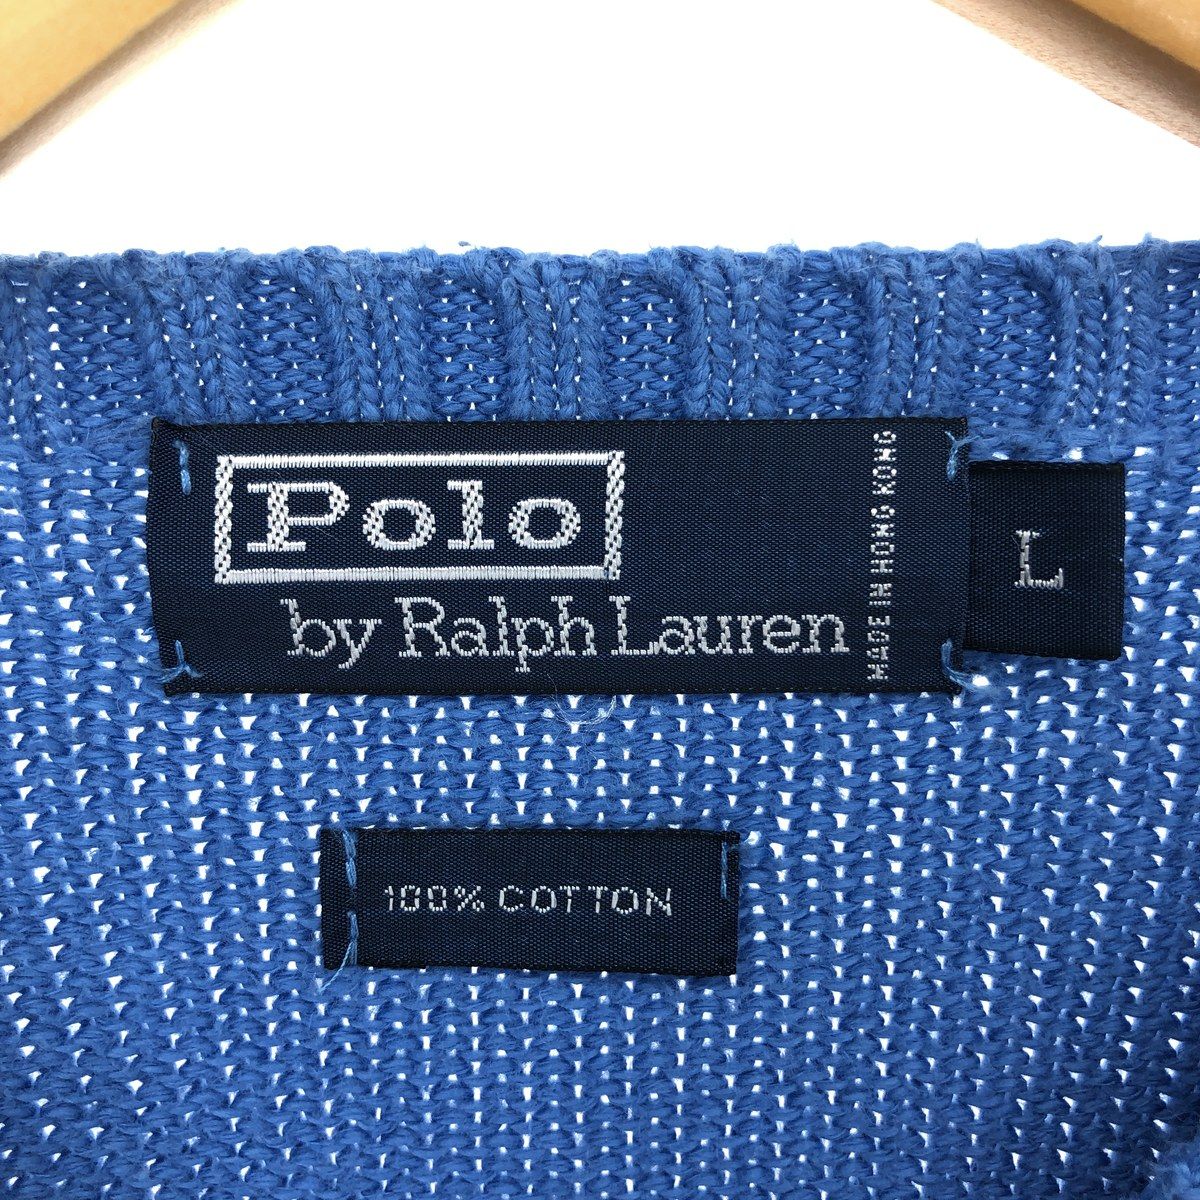 Polo
by Ralph Lauren
MADE IN HONG KONG
L
100% COTTON